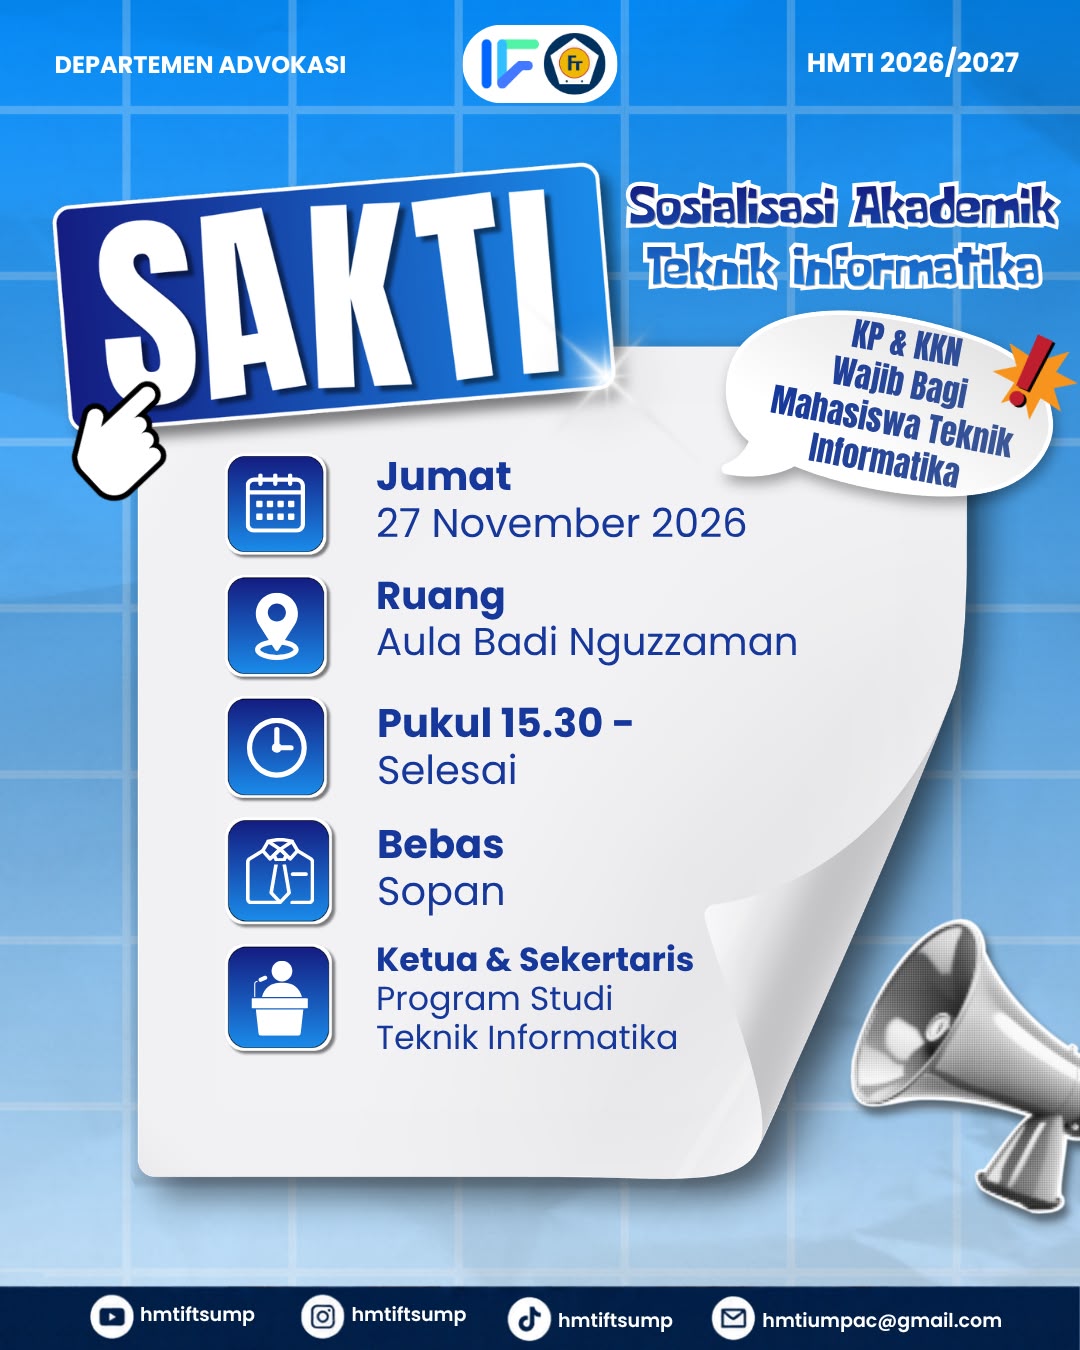 DEPARTEMEN ADVOKASI
IF FT
HMTI 2026/2027
SAKTI
Sosialisasi Akademik
Teknik informatika
KP & KKN
Wajib Bagi
Mahasiswa Teknik
Informatika
Jumat
27 November 2026
Ruang
Aula Badi Nguzzaman
Pukul 15.30 -
Selesai
Bebas
Sopan
Ketua & Sekertaris
Program Studi
Teknik Informatika
hmtiftsump
hmtiftsump
hmtiftsump
hmtiumpac@gmail.com